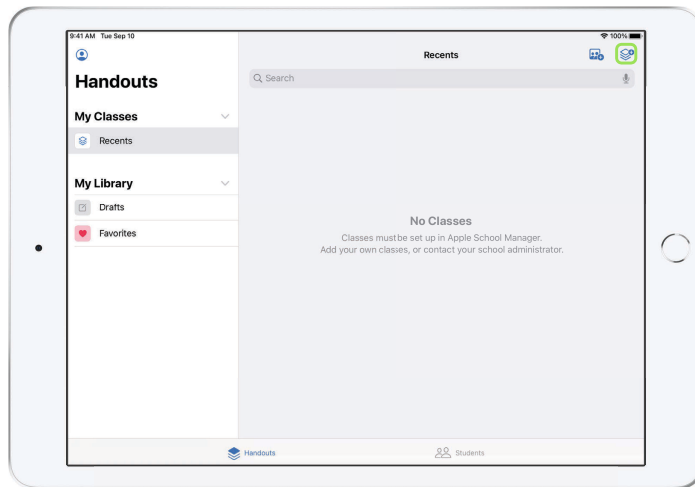 9:41 AM Tue Sep 10
100%
Recents
Handouts
Search
My Classes
Recents
My Library
Drafts
Favorites
No Classes
Classes must be set up in Apple School Manager.
Add your own classes, or contact your school administrator.
Handouts
Students